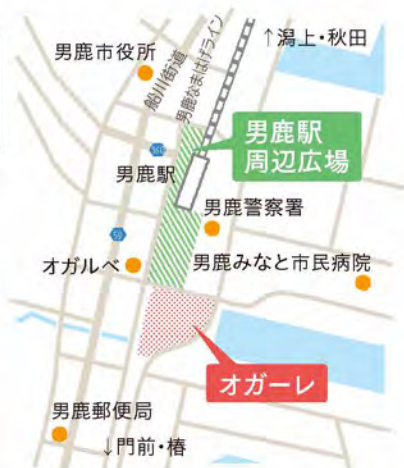 ↑潟上・秋田
男鹿市役所
船川街道
男鹿なまはげライン
男鹿駅
周辺広場
男鹿駅
男鹿警察署
59
オガルベ
男鹿みなと市民病院
オガーレ
男鹿郵便局
↓門前・椿